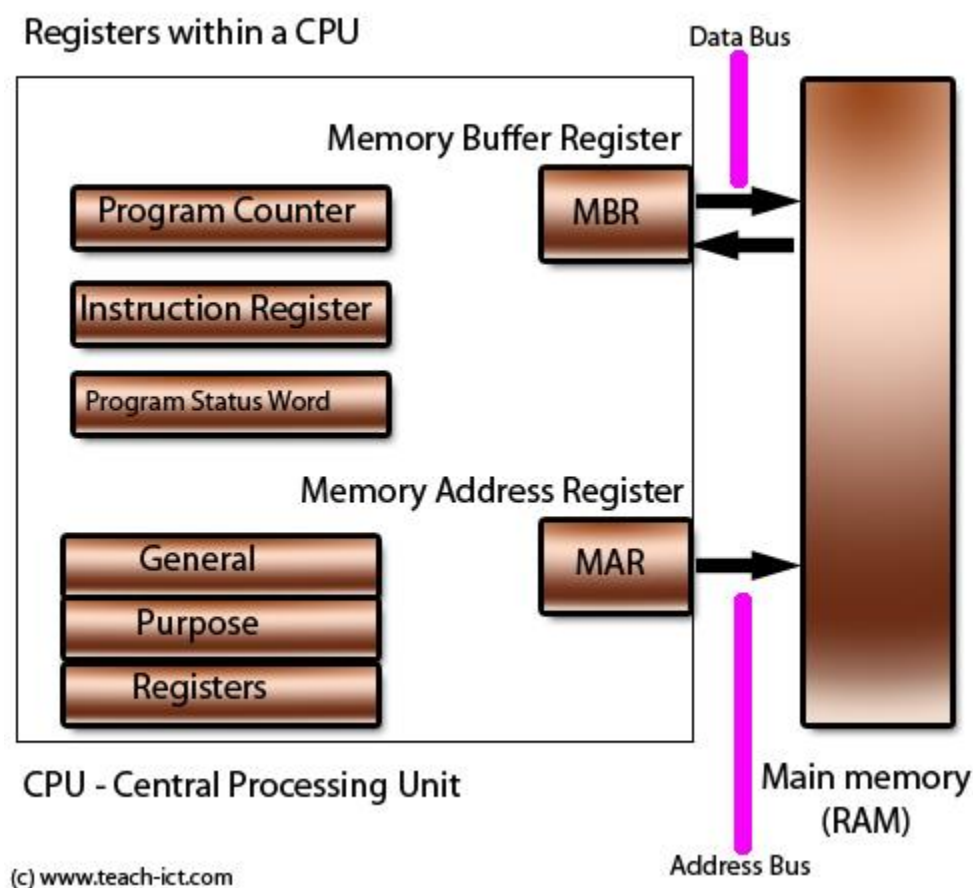 Registers within a CPU
Data Bus
Memory Buffer Register
Program Counter
MBR
Instruction Register
Program Status Word
Memory Address Register
General
MAR
Purpose
Registers
CPU - Central Processing Unit
Main memory
(RAM)
Address Bus
(c) www.teach-ict.com